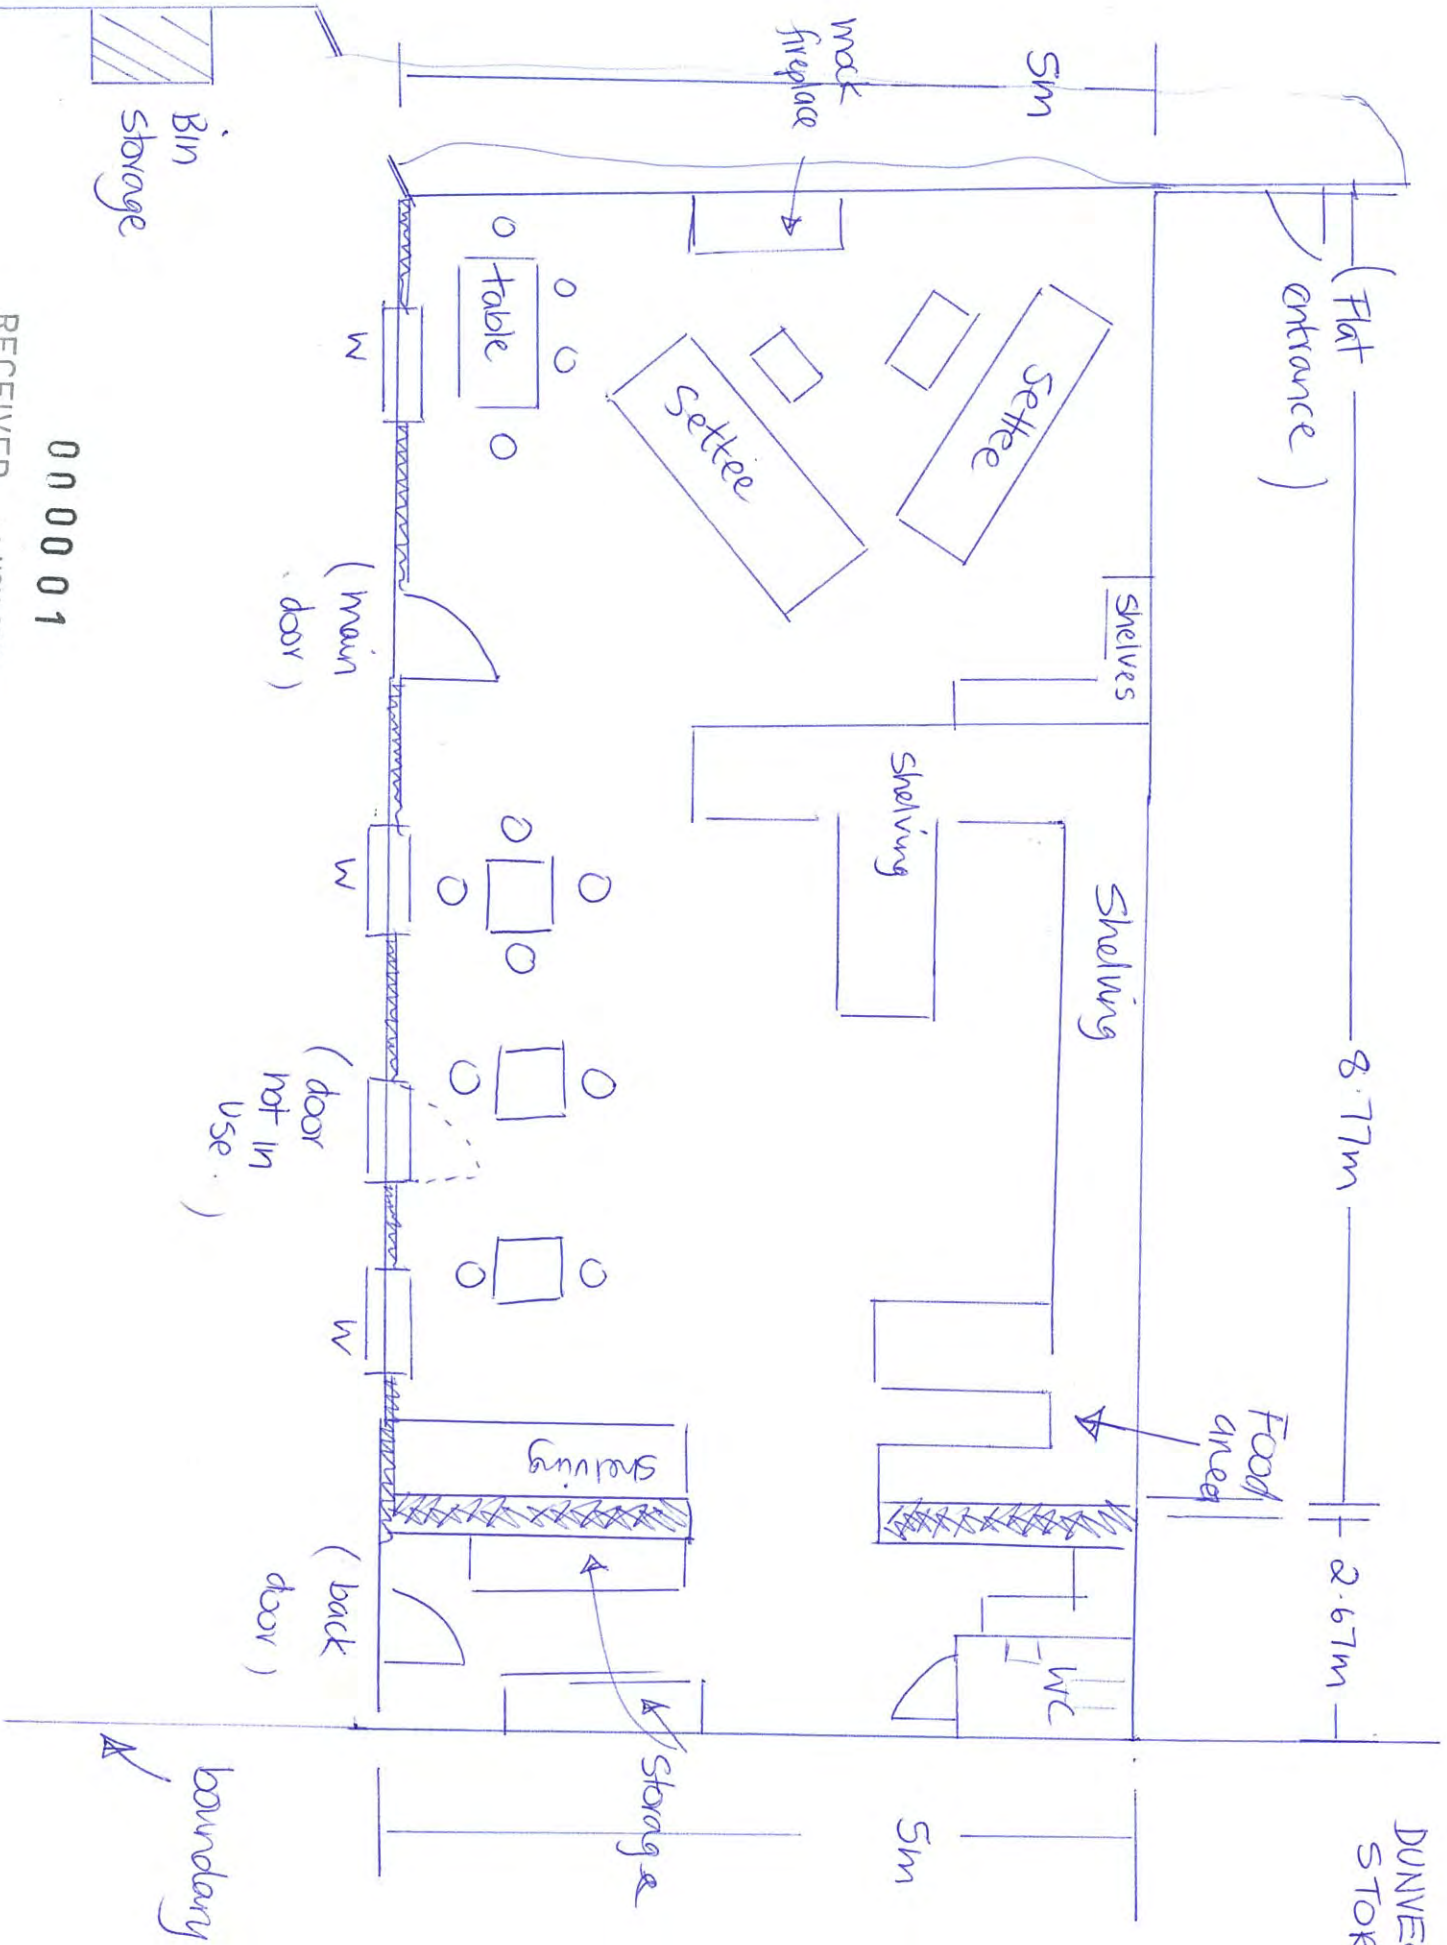 5m
mock
fireplace
Bin
storage
(Flat
entrance)
8.77m
2.67m
table
Settee
Settee
shelves
shelving
Shelving
W
(main
door)
W
(door
not in
use.)
W
Food
area
shelving
(back
door)
WC
Storage
5m
boundary
000001